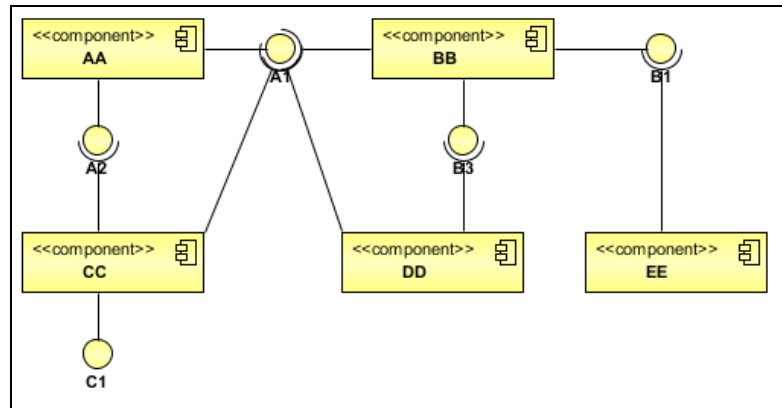 <<component>>
AA
A1
<<component>>
BB
B1
A2
B3
<<component>>
CC
<<component>>
DD
<<component>>
EE
C1